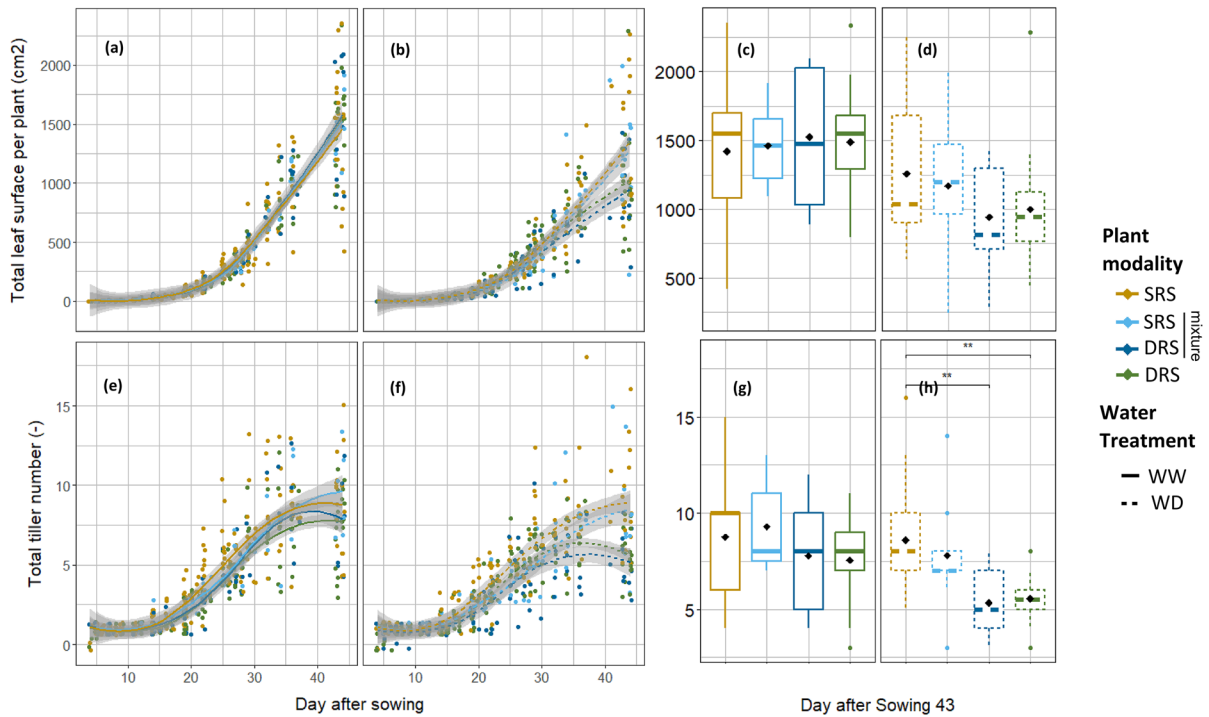 (a)
(b)
(c)
(d)
Total leaf surface per plant (cm2)
2000
1500
1000
500
0
2000
1500
1000
500
Plant
modality
SRS
SRS
DRS
mixture
DRS
(e)
(f)
(g)
(h)
**
**
Total tiller number (-)
15
10
5
0
15
10
5
Water
Treatment
WW
WD
10 20 30 40
10 20 30 40
Day after sowing
Day after Sowing 43